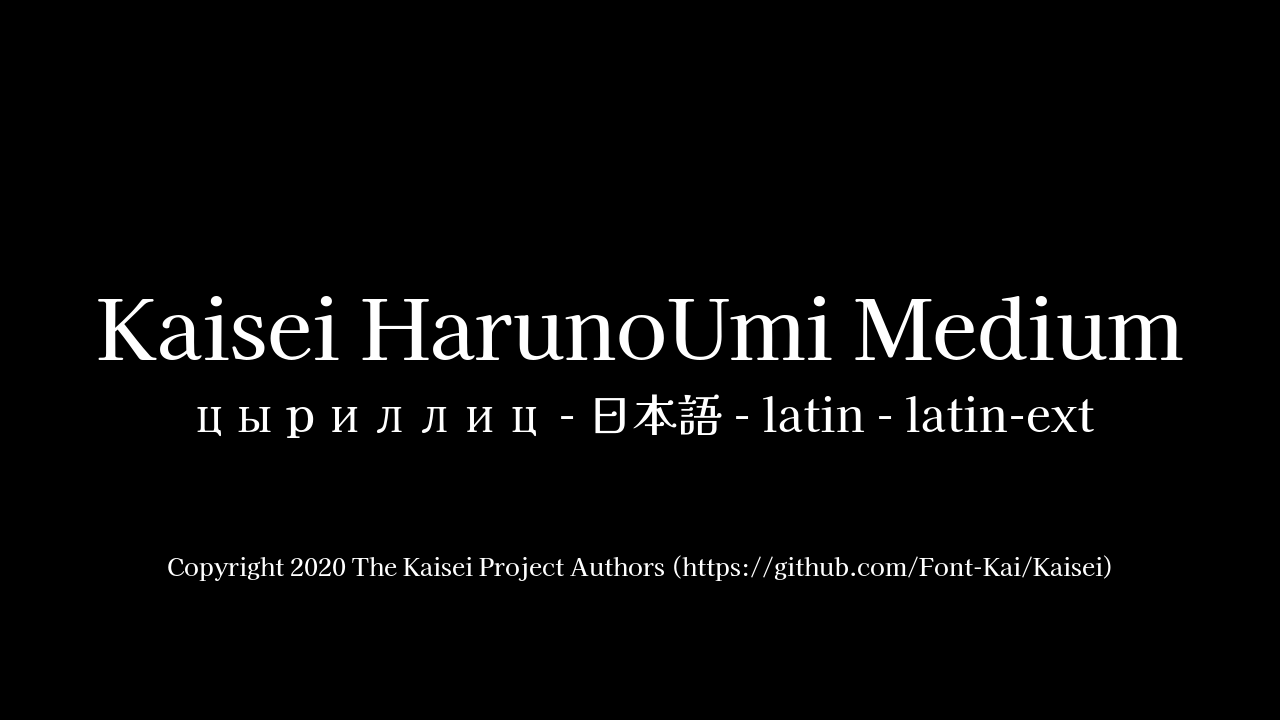 Kaisei HarunoUmi Medium
цыриллиц - 日本語 - latin - latin-ext
Copyright 2020 The Kaisei Project Authors (https://github.com/Font-Kai/Kaisei)